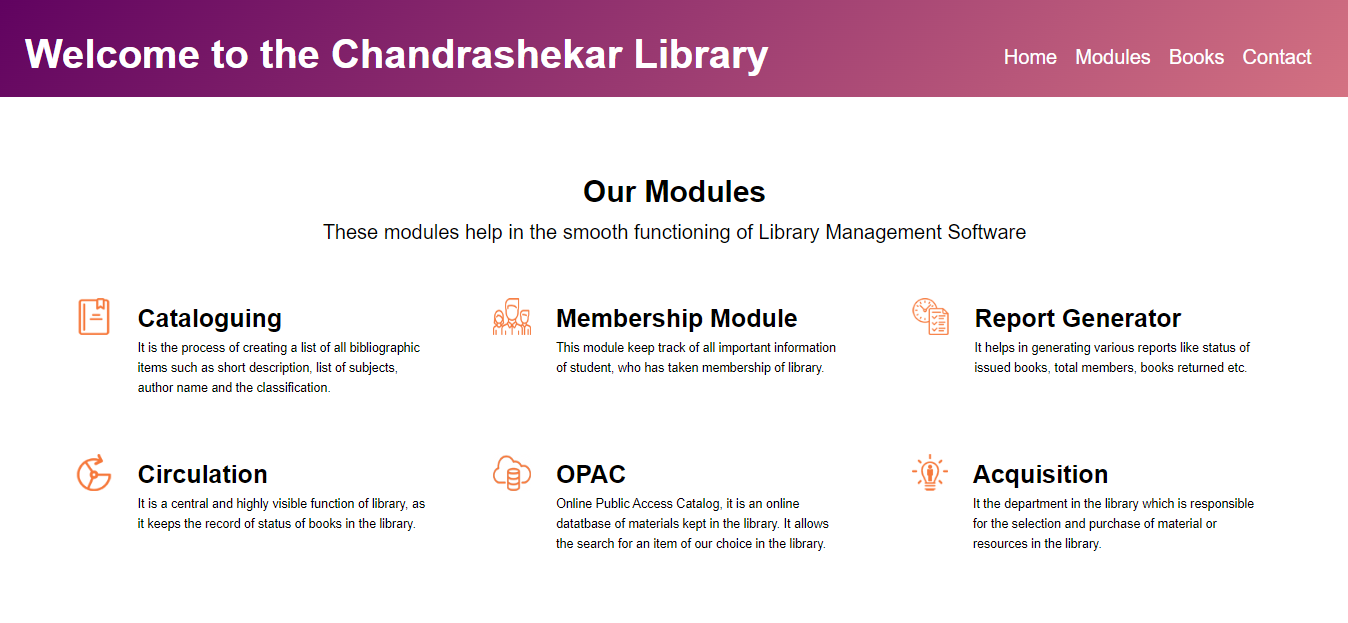 Welcome to the Chandrashekar Library
Home Modules Books Contact
Our Modules
These modules help in the smooth functioning of Library Management Software
Cataloguing
It is the process of creating a list of all bibliographic
items such as short description, list of subjects,
author name and the classification.
Membership Module
This module keep track of all important information
of student, who has taken membership of library.
Report Generator
It helps in generating various reports like status of
issued books, total members, books returned etc.
Circulation
It is a central and highly visible function of library, as
it keeps the record of status of books in the library.
OPAC
Online Public Access Catalog, it is an online
datatbase of materials kept in the library. It allows
the search for an item of our choice in the library.
Acquisition
It the department in the library which is responsible
for the selection and purchase of material or
resources in the library.